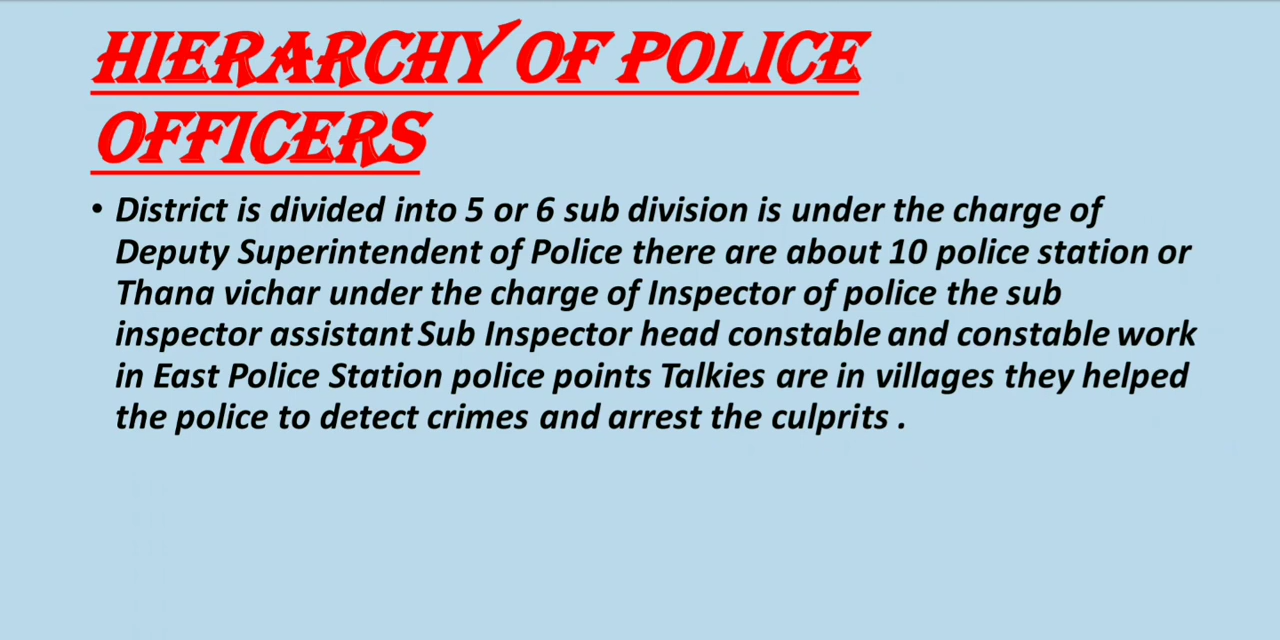 HIERARCHY OF POLICE
OFFICERS
• District is divided into 5 or 6 sub division is under the charge of
Deputy Superintendent of Police there are about 10 police station or
Thana vichar under the charge of Inspector of police the sub
inspector assistant Sub Inspector head constable and constable work
in East Police Station police points Talkies are in villages they helped
the police to detect crimes and arrest the culprits .